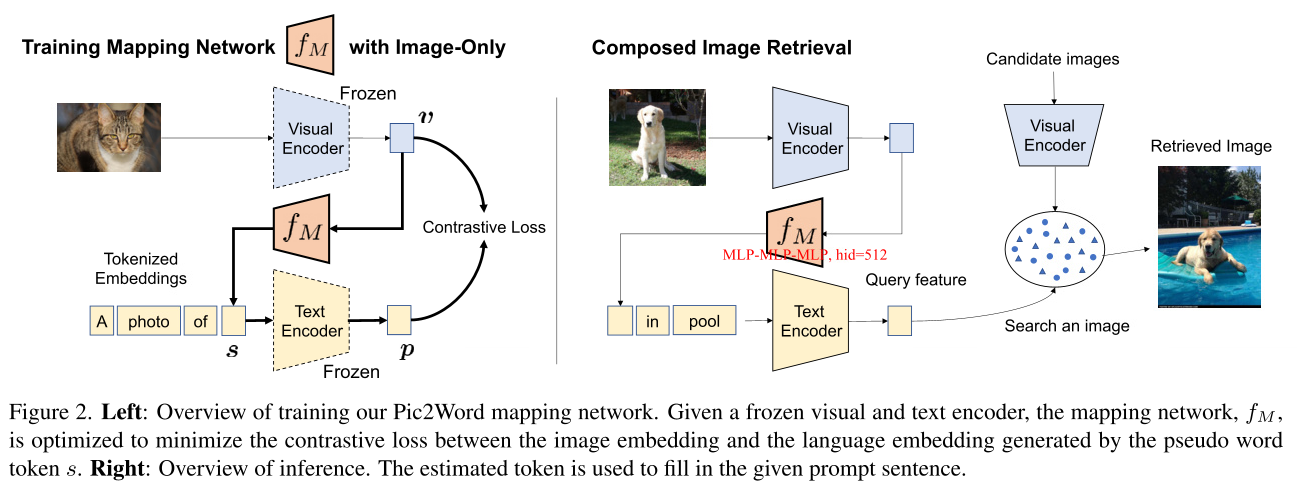 Training Mapping Network f_M with Image-Only
Frozen
Visual
Encoder
v
f_M
Contrastive Loss
Tokenized
Embeddings
A photo of
s
Text
Encoder
p
Frozen
Composed Image Retrieval
Visual
Encoder
f_M
MLP-MLP-MLP, hid=512
in pool
Text
Encoder
Query feature
Candidate images
Visual
Encoder
Search an image
Retrieved Image
Figure 2. Left: Overview of training our Pic2Word mapping network. Given a frozen visual and text encoder, the mapping network, f_M,
is optimized to minimize the contrastive loss between the image embedding and the language embedding generated by the pseudo word
token s. Right: Overview of inference. The estimated token is used to fill in the given prompt sentence.